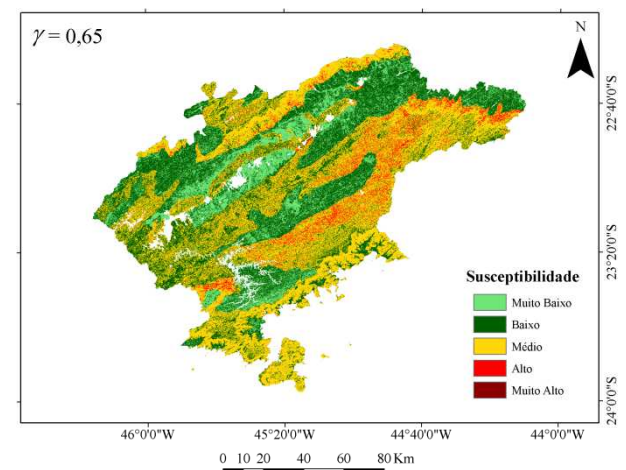 γ = 0,65
N
22°40'0"S
23°20'0"S
24°0'0"S
Susceptibilidade
Muito Baixo
Baixo
Médio
Alto
Muito Alto
46°0'0"W 45°20'0"W 44°40'0"W 44°0'0"W
0 10 20 40 60 80 Km